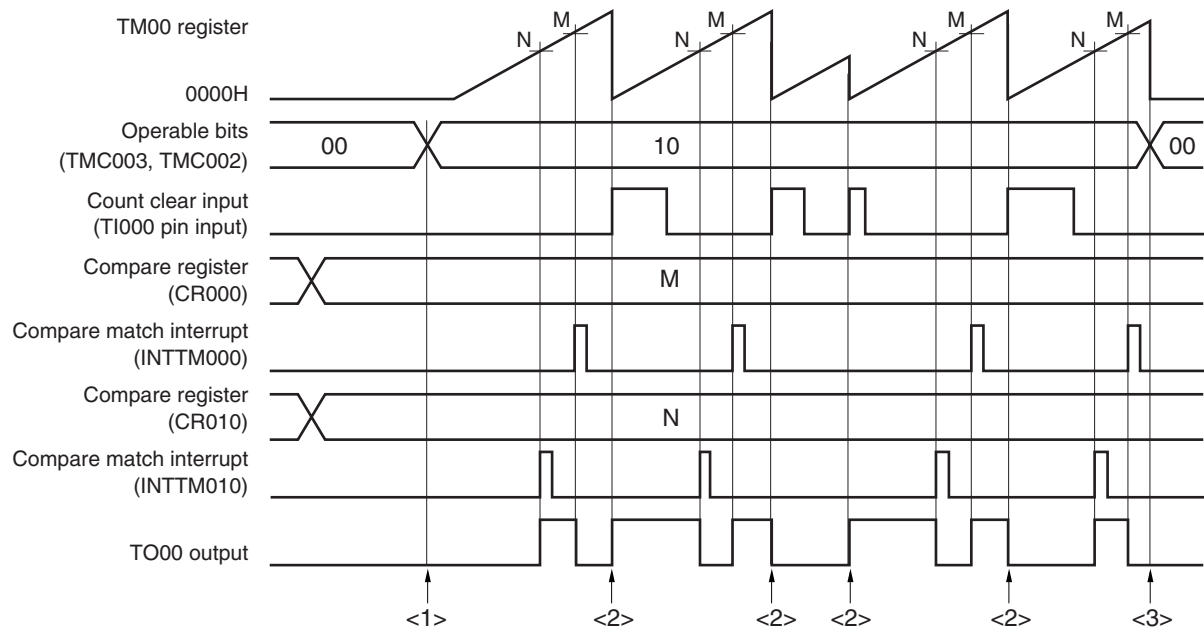 TM00 register
M
N
M
N
M
N
M
N
0000H
Operable bits
(TMC003, TMC002)
00
10
00
Count clear input
(TI000 pin input)
Compare register
(CR000)
M
Compare match interrupt
(INTTM000)
Compare register
(CR010)
N
Compare match interrupt
(INTTM010)
TO00 output
<1>
<2>
<2>
<2>
<2>
<3>